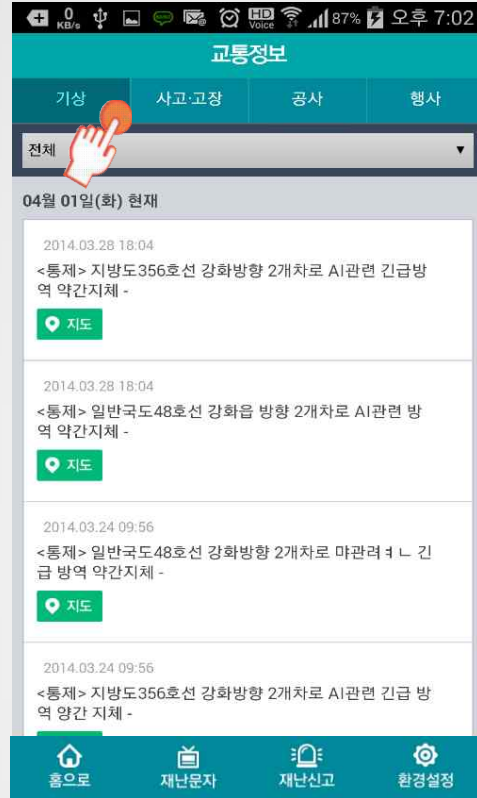 0 KB/s HD Voice 87% 오후 7:02
교통정보
기상 사고·고장 공사 행사
전체
04월 01일(화) 현재
2014.03.28 18:04
<통제> 지방도356호선 강화방향 2개차로 AI관련 긴급방
역 약간지체 -
지도
2014.03.28 18:04
<통제> 일반국도48호선 강화읍 방향 2개차로 AI관련 방
역 약간지체 -
지도
2014.03.24 09:56
<통제> 일반국도48호선 강화방향 2개차로 먀관려ㅕㄴ 긴
급 방역 약간지체 -
지도
2014.03.24 09:56
<통제> 지방도356호선 강화방향 2개차로 AI관련 긴급 방
역 양간 지체 -
홈으로 재난문자 재난신고 환경설정